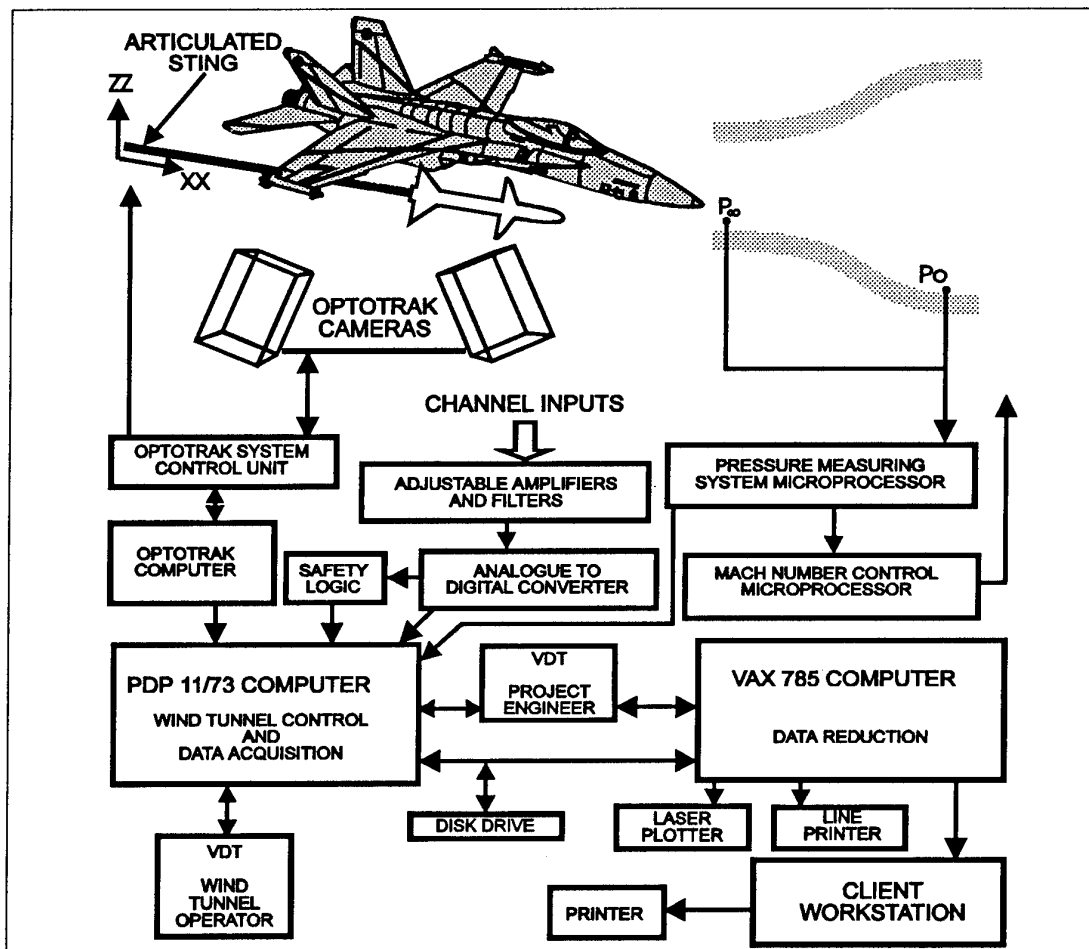 ARTICULATED
STING
ZZ
XX
P∞
Po
OPTOTRAK
CAMERAS
CHANNEL INPUTS
OPTOTRAK SYSTEM
CONTROL UNIT
ADJUSTABLE AMPLIFIERS
AND FILTERS
PRESSURE MEASURING
SYSTEM MICROPROCESSOR
OPTOTRAK
COMPUTER
SAFETY
LOGIC
ANALOGUE TO
DIGITAL CONVERTER
MACH NUMBER CONTROL
MICROPROCESSOR
PDP 11/73 COMPUTER
WIND TUNNEL CONTROL
AND
DATA ACQUISITION
VDT
PROJECT
ENGINEER
VAX 785 COMPUTER
DATA REDUCTION
DISK DRIVE
LASER
PLOTTER
LINE
PRINTER
VDT
WIND
TUNNEL
OPERATOR
PRINTER
CLIENT
WORKSTATION